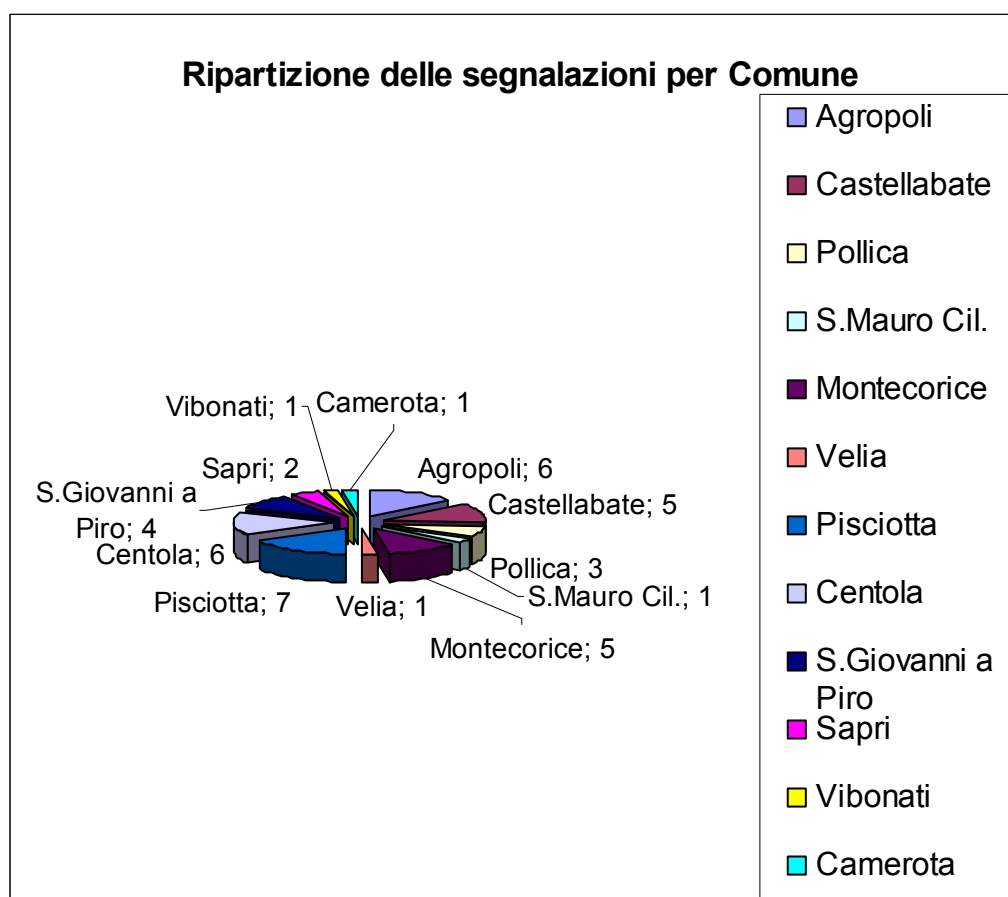 Ripartizione delle segnalazioni per Comune
Vibonati; 1
Camerota; 1
Sapri; 2
Agropoli; 6
S.Giovanni a
Piro; 4
Castellabate; 5
Centola; 6
Pollica; 3
Pisciotta; 7
Velia; 1
S.Mauro Cil.; 1
Montecorice; 5
Agropoli
Castellabate
Pollica
S.Mauro Cil.
Montecorice
Velia
Pisciotta
Centola
S.Giovanni a
Piro
Sapri
Vibonati
Camerota